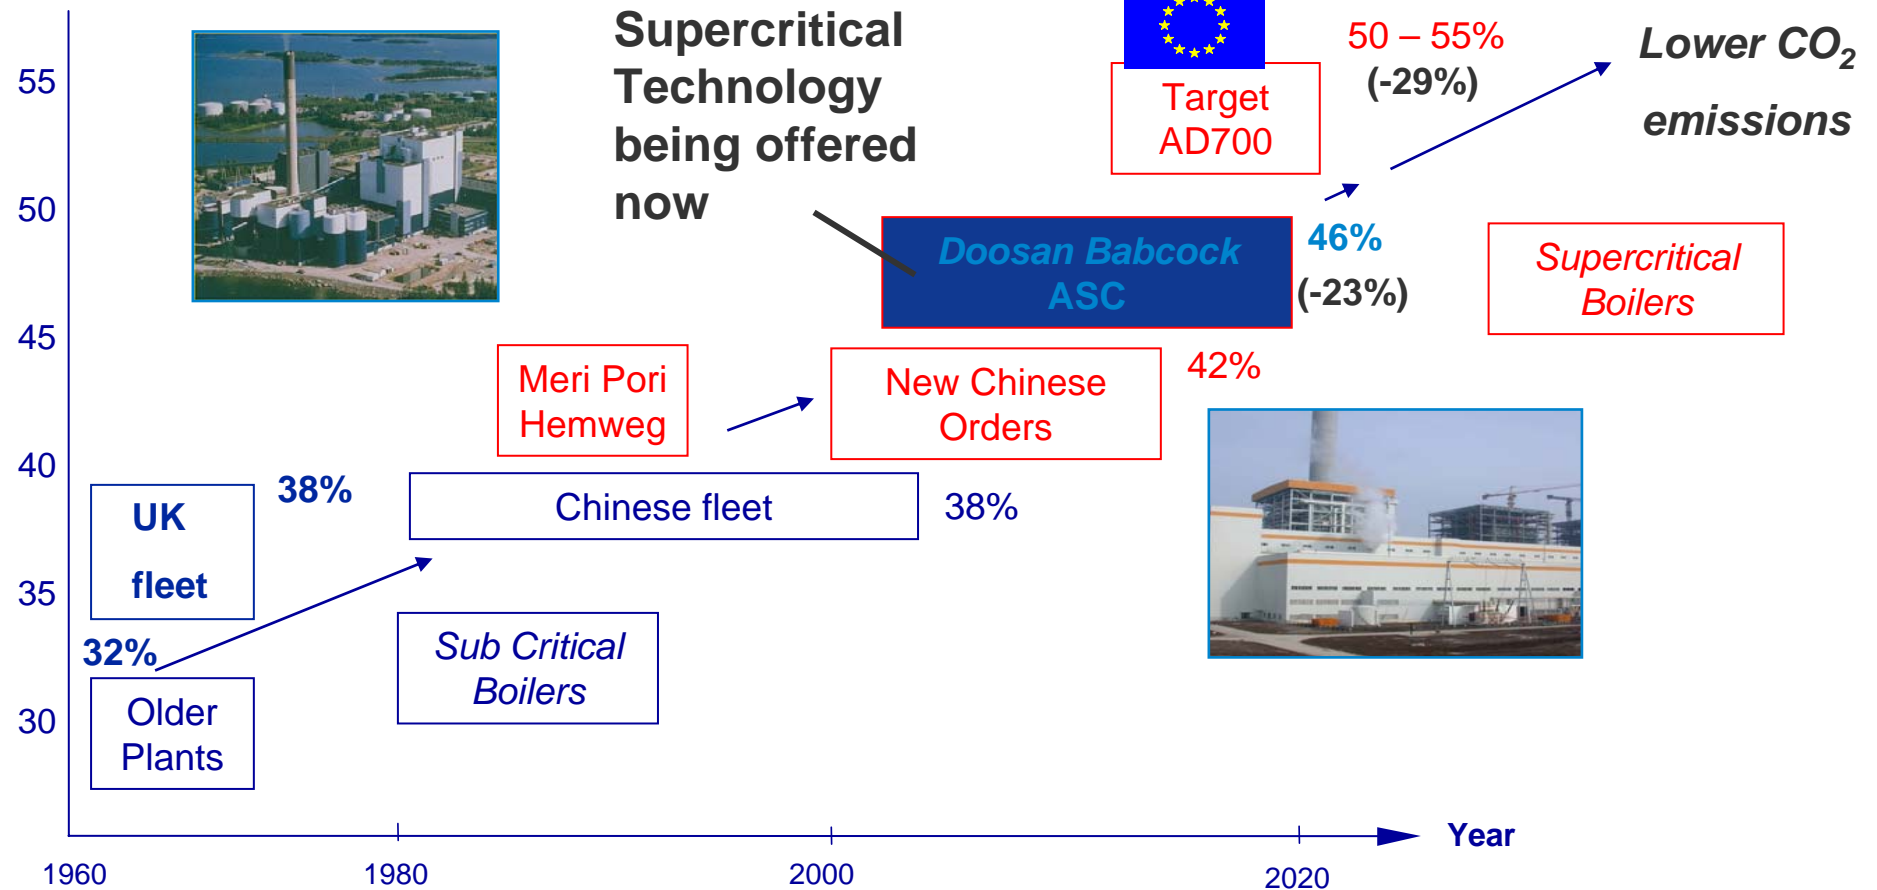 Supercritical
Technology
being offered
now
50 – 55%
(-29%)
Lower CO2
emissions
Target
AD700
Doosan Babcock
ASC
46%
(-23%)
Supercritical
Boilers
Meri Pori
Hemweg
New Chinese
Orders
42%
UK
fleet
38%
Chinese fleet
38%
32%
Older
Plants
Sub Critical
Boilers
55
50
45
40
35
30
1960
1980
2000
2020
Year